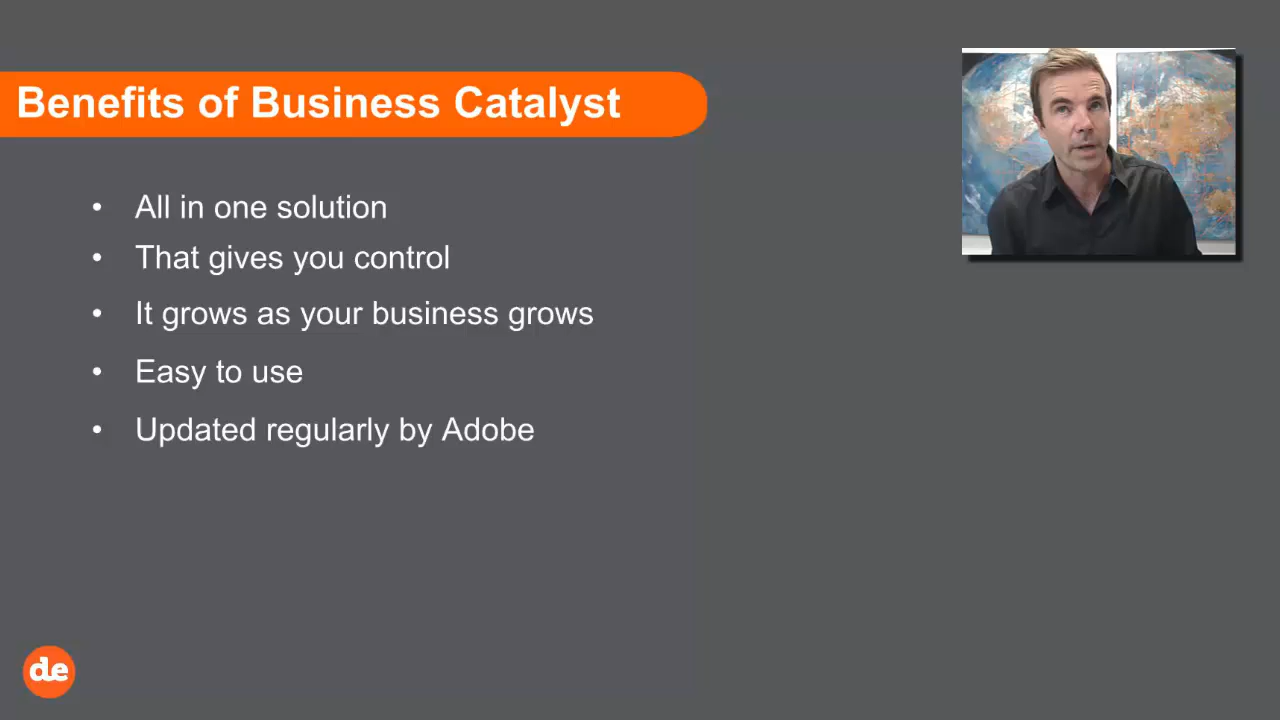 Benefits of Business Catalyst
• All in one solution
• That gives you control
• It grows as your business grows
• Easy to use
• Updated regularly by Adobe
de